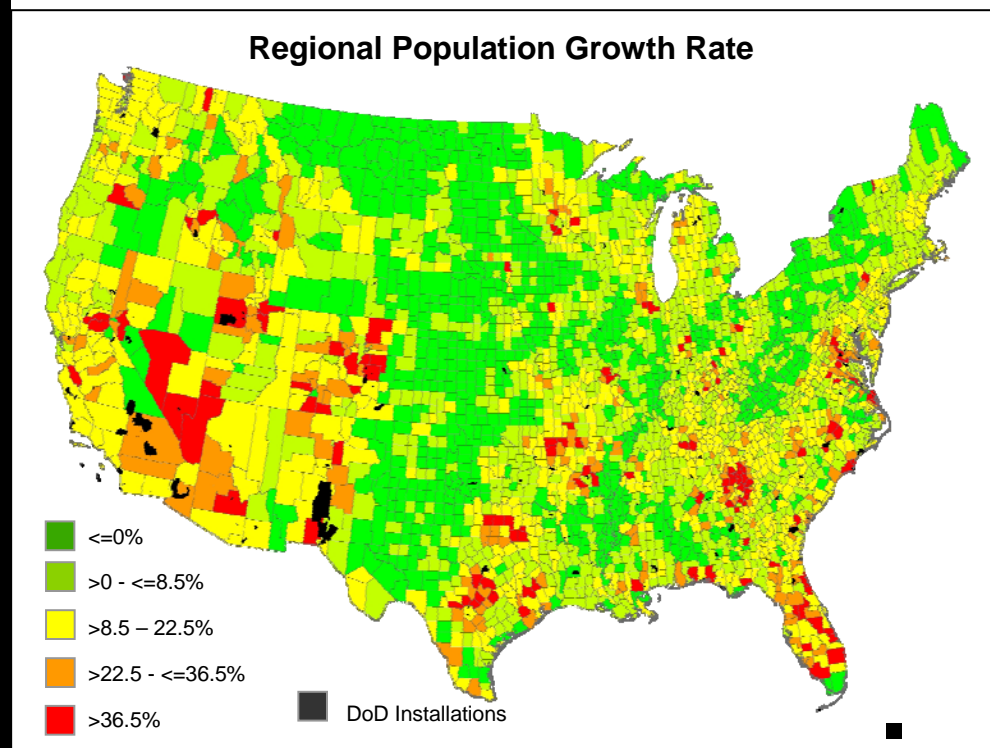 Regional Population Growth Rate
<=0%
>0 - <=8.5%
>8.5 – 22.5%
>22.5 - <=36.5%
>36.5%
DoD Installations